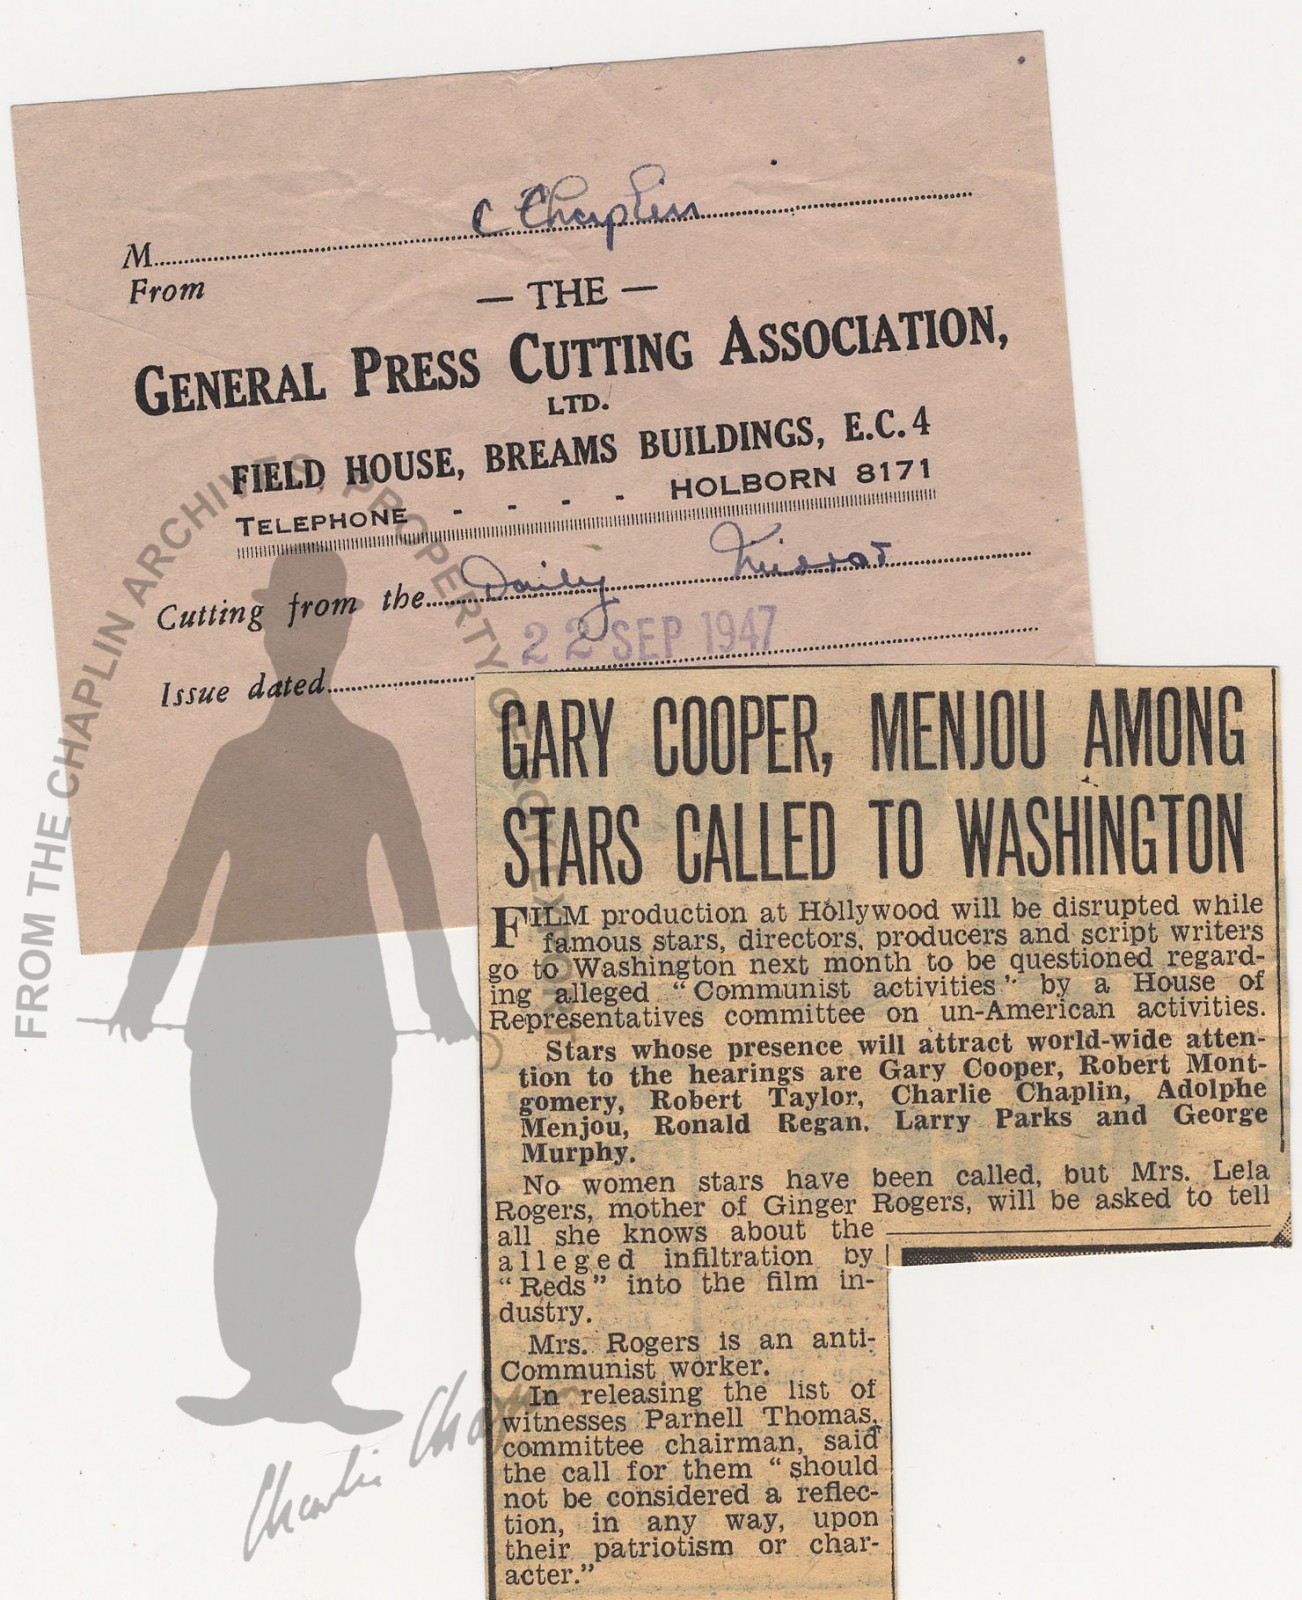 M. C Chaplin
From
— THE —
GENERAL PRESS CUTTING ASSOCIATION,
LTD.
FIELD HOUSE, BREAMS BUILDINGS, E.C.4
TELEPHONE - - - - HOLBORN 8171
Cutting from the Daily Mirror
Issue dated 22 SEP 1947
GARY COOPER, MENJOU AMONG
STARS CALLED TO WASHINGTON
FILM production at Hollywood will be disrupted while
famous stars, directors, producers and script writers
go to Washington next month to be questioned regard-
ing alleged “Communist activities” by a House of
Representatives committee on un-American activities.
Stars whose presence will attract world-wide atten-
tion to the hearings are Gary Cooper, Robert Mont-
gomery, Robert Taylor, Charlie Chaplin, Adolphe
Menjou, Ronald Regan, Larry Parks and George
Murphy.
No women stars have been called, but Mrs. Lela
Rogers, mother of Ginger Rogers, will be asked to tell
all she knows about the
alleged infiltration by
“Reds” into the film in-
dustry.
Mrs. Rogers is an anti-
Communist worker.
In releasing the list of
witnesses Parnell Thomas,
committee chairman, said
the call for them “should
not be considered a reflec-
tion, in any way, upon
their patriotism or char-
acter.”
FROM THE CHAPLIN ARCHIVES, PROPERTY OF ROY EXPORT
Charlie Chaplin